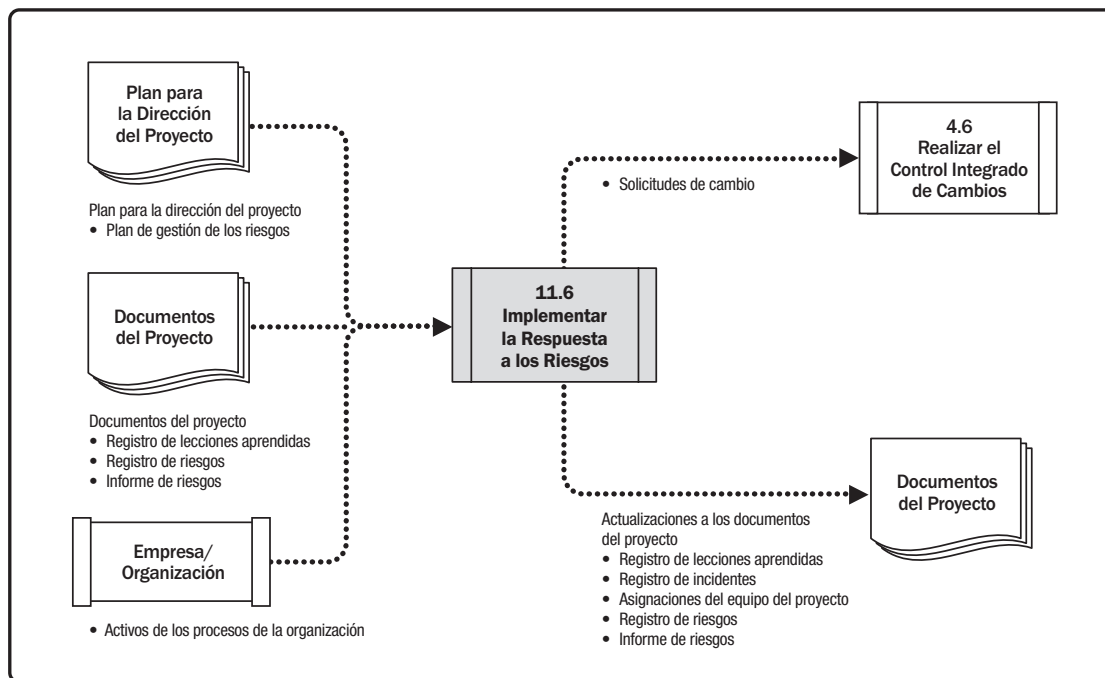 Plan para
la Dirección
del Proyecto
Plan para la dirección del proyecto
• Plan de gestión de los riesgos
Documentos
del Proyecto
Documentos del proyecto
• Registro de lecciones aprendidas
• Registro de riesgos
• Informe de riesgos
Empresa/
Organización
• Activos de los procesos de la organización
11.6
Implementar
la Respuesta
a los Riesgos
• Solicitudes de cambio
4.6
Realizar el
Control Integrado
de Cambios
Documentos
del Proyecto
Actualizaciones a los documentos
del proyecto
• Registro de lecciones aprendidas
• Registro de incidentes
• Asignaciones del equipo del proyecto
• Registro de riesgos
• Informe de riesgos